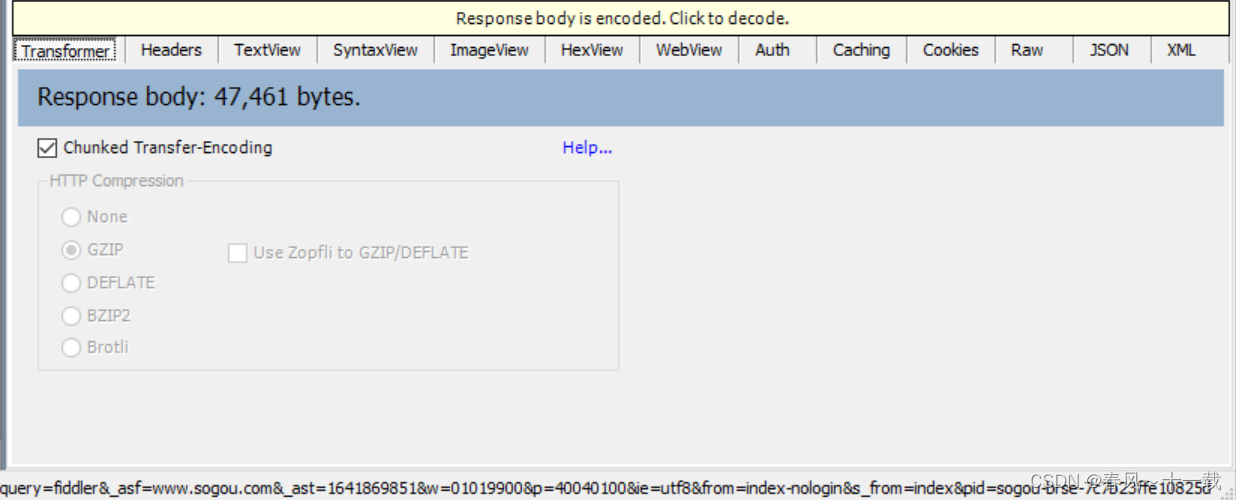 Response body is encoded. Click to decode.
Transformer Headers TextView SyntaxView ImageView HexView WebView Auth Caching Cookies Raw JSON XML
Response body: 47,461 bytes.
Chunked Transfer-Encoding Help...
HTTP Compression
None
GZIP Use Zopfli to GZIP/DEFLATE
DEFLATE
BZIP2
Brotli
CSDN @春风~十一载
query=fiddler&_asf=www.sogou.com&_ast=1641869851&w=01019900&p=40040100&ie=utf8&from=index-nologin&s_from=index&pid=sogou-brse-7c7b23ffe10825d